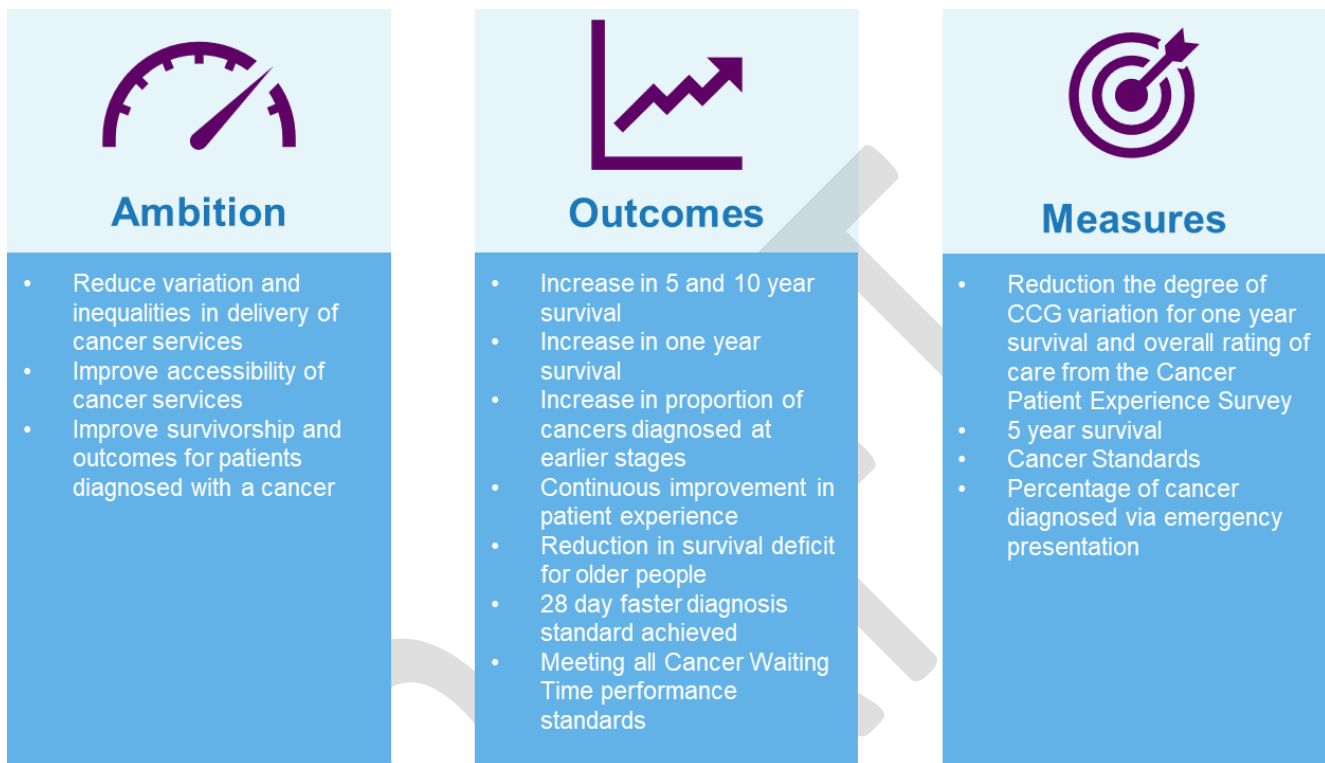 Ambition
• Reduce variation and
inequalities in delivery of
cancer services
• Improve accessibility of
cancer services
• Improve survivorship and
outcomes for patients
diagnosed with a cancer
Outcomes
• Increase in 5 and 10 year
survival
• Increase in one year
survival
• Increase in proportion of
cancers diagnosed at
earlier stages
• Continuous improvement in
patient experience
• Reduction in survival deficit
for older people
• 28 day faster diagnosis
standard achieved
• Meeting all Cancer Waiting
Time performance
standards
Measures
• Reduction the degree of
CCG variation for one year
survival and overall rating of
care from the Cancer
Patient Experience Survey
• 5 year survival
• Cancer Standards
• Percentage of cancer
diagnosed via emergency
presentation